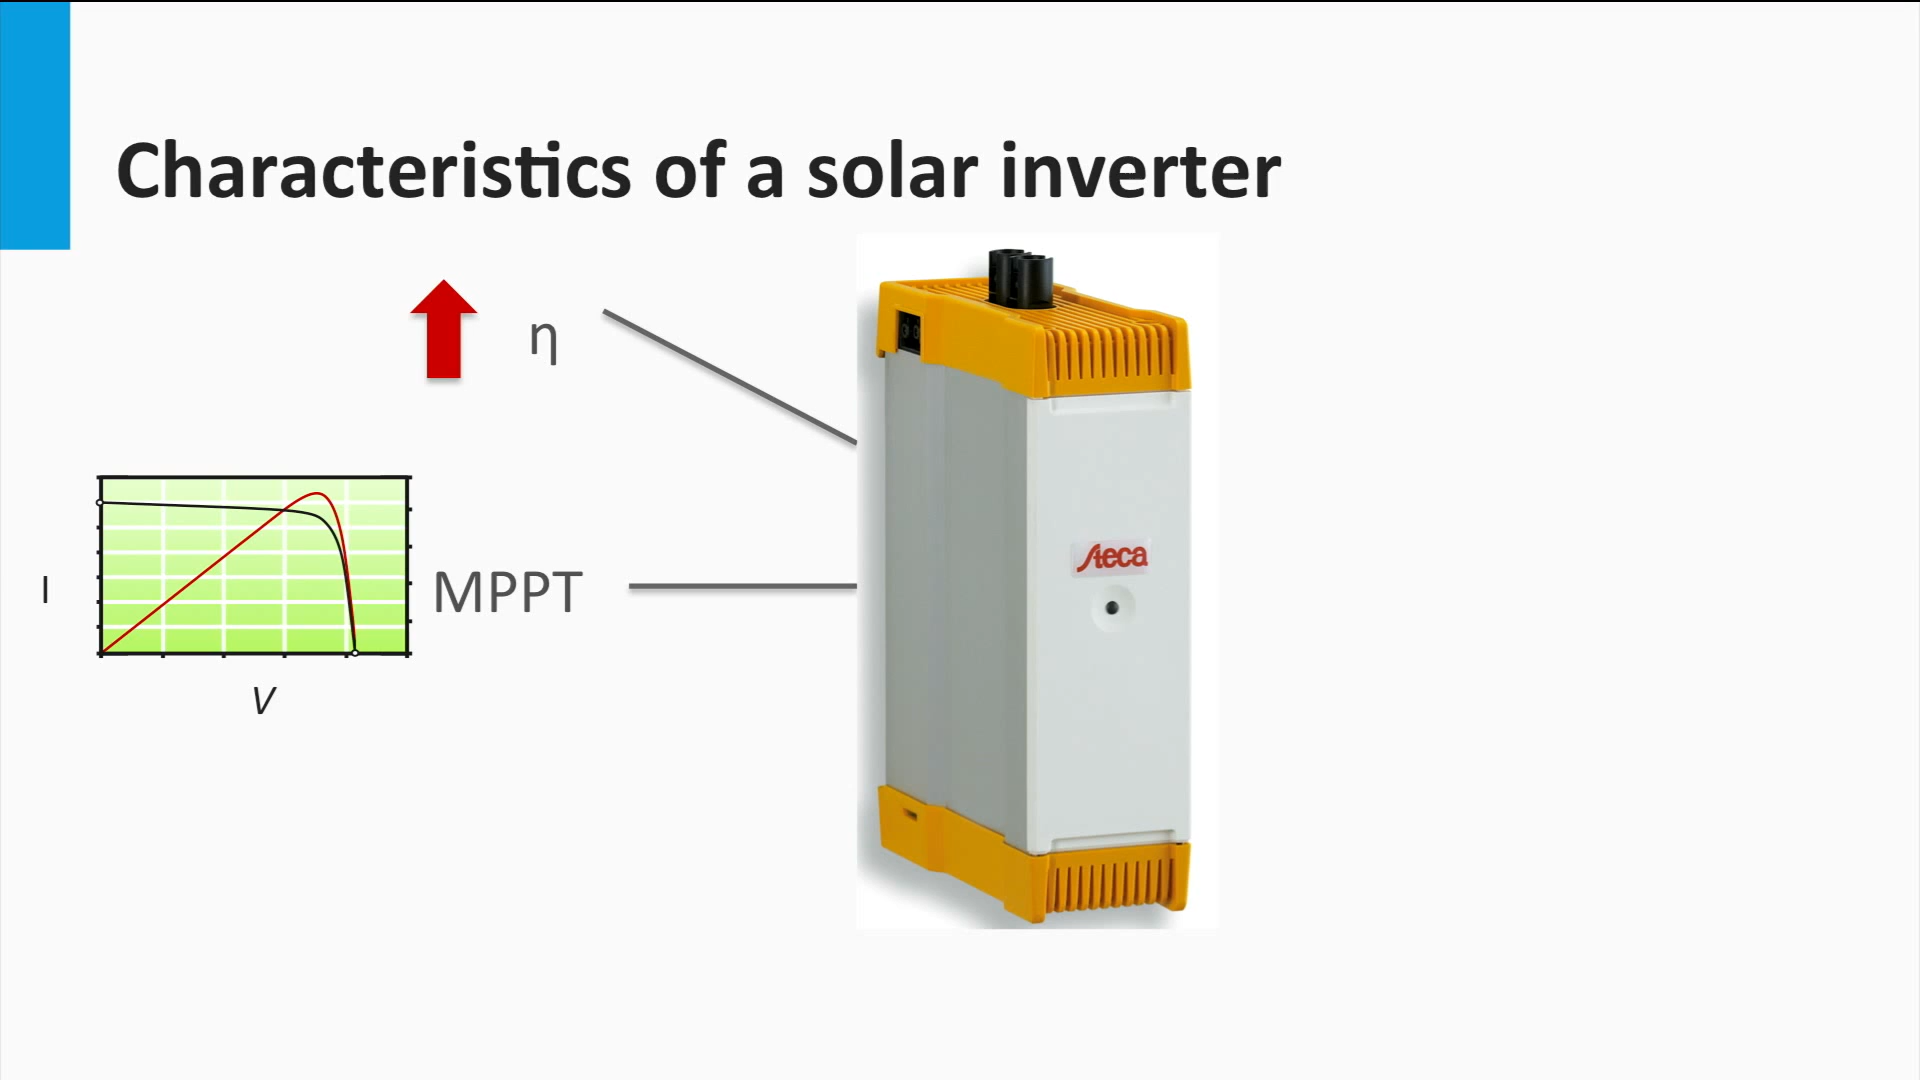 Characteristics of a solar inverter
η
I
MPPT
V
Steca